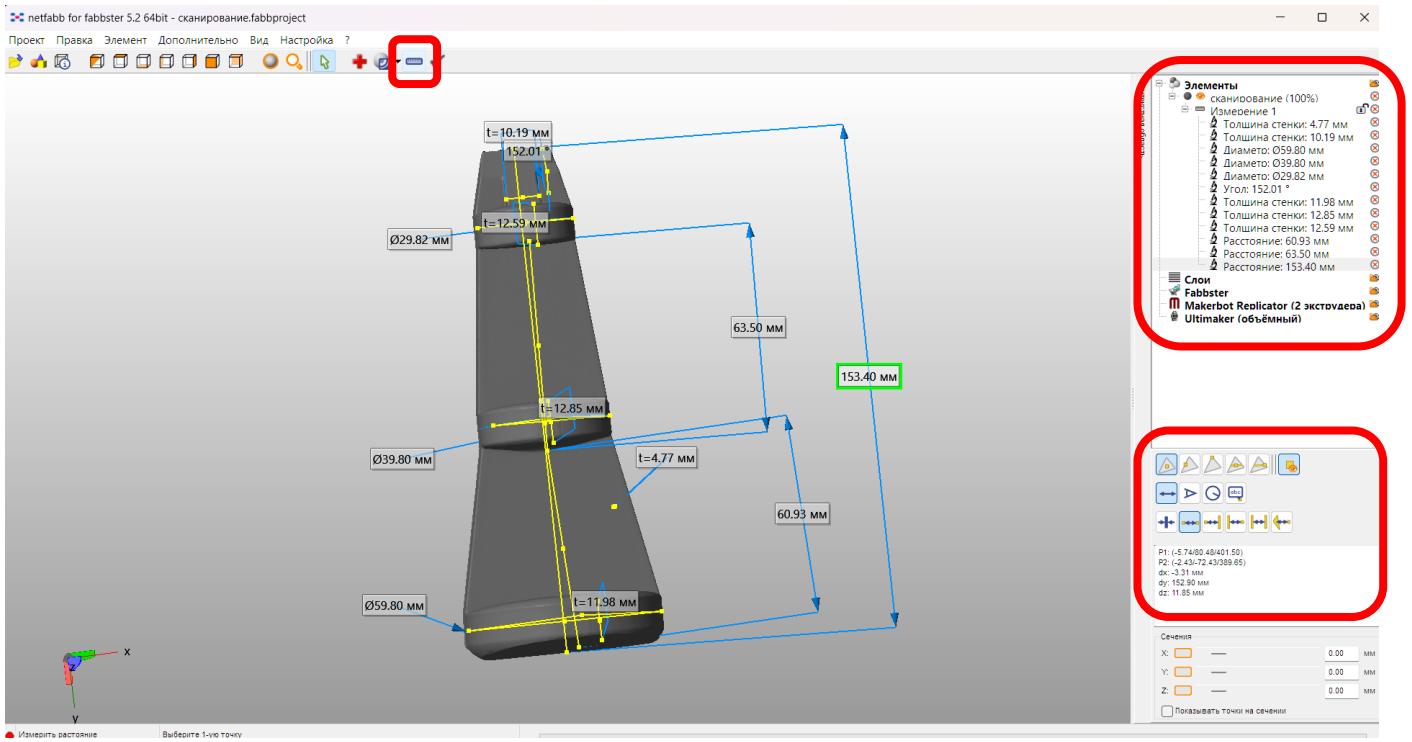 netfabb for fabbster 5.2 64bit - сканирование.fabbproject
Проект Правка Элемент Дополнительно Вид Настройка ?
t=10.19 мм
152.01 °
t=12.59 мм
Ø29.82 мм
63.50 мм
153.40 мм
t=12.85 мм
Ø39.80 мм
t=4.77 мм
60.93 мм
t=11.98 мм
Ø59.80 мм
x
z
y
Элементы
сканирование (100%)
Измерение 1
Толщина стенки: 4.77 мм
Толщина стенки: 10.19 мм
Диаметр: Ø59.80 мм
Диаметр: Ø39.80 мм
Диаметр: Ø29.82 мм
Угол: 152.01 °
Толщина стенки: 11.98 мм
Толщина стенки: 12.85 мм
Толщина стенки: 12.59 мм
Расстояние: 60.93 мм
Расстояние: 63.50 мм
Расстояние: 153.40 мм
Слои
Fabbster
Makerbot Replicator (2 экструдера)
Ultimaker (объёмный)
abc
P1: (-5.74/80.48/401.50)
P2: (-2.43/-72.43/389.65)
dx: -3.31 мм
dy: 152.90 мм
dz: 11.85 мм
Сечения
X: 0.00 мм
Y: 0.00 мм
Z: 0.00 мм
Показывать точки на сечении
Измерить растояние Выберите 1-ую точку